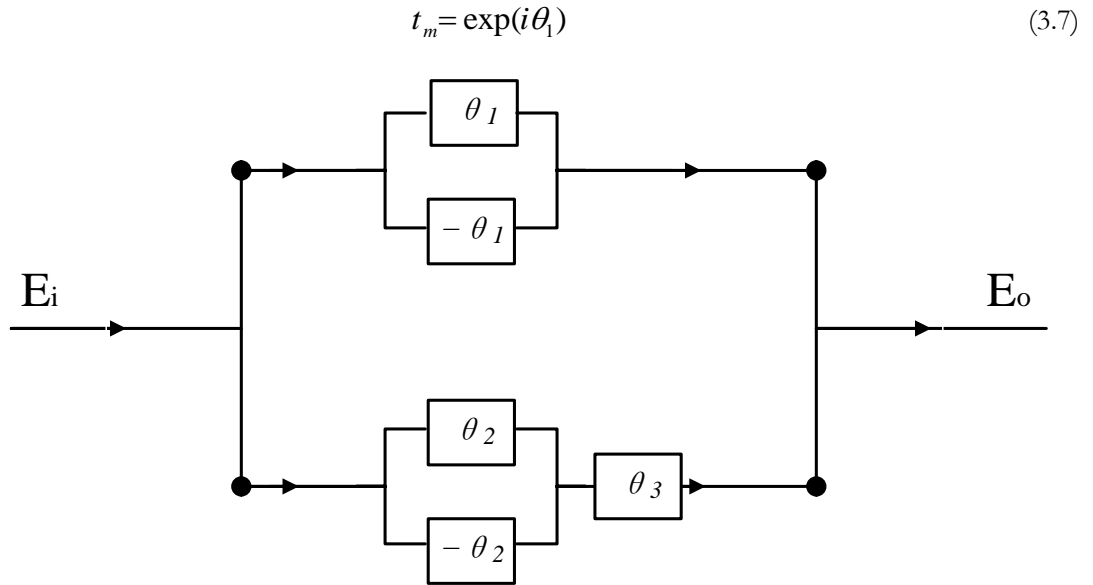 t_m = exp(iθ_1) (3.7)
θ_1
− θ_1
E_i
E_o
θ_2
θ_3
− θ_2